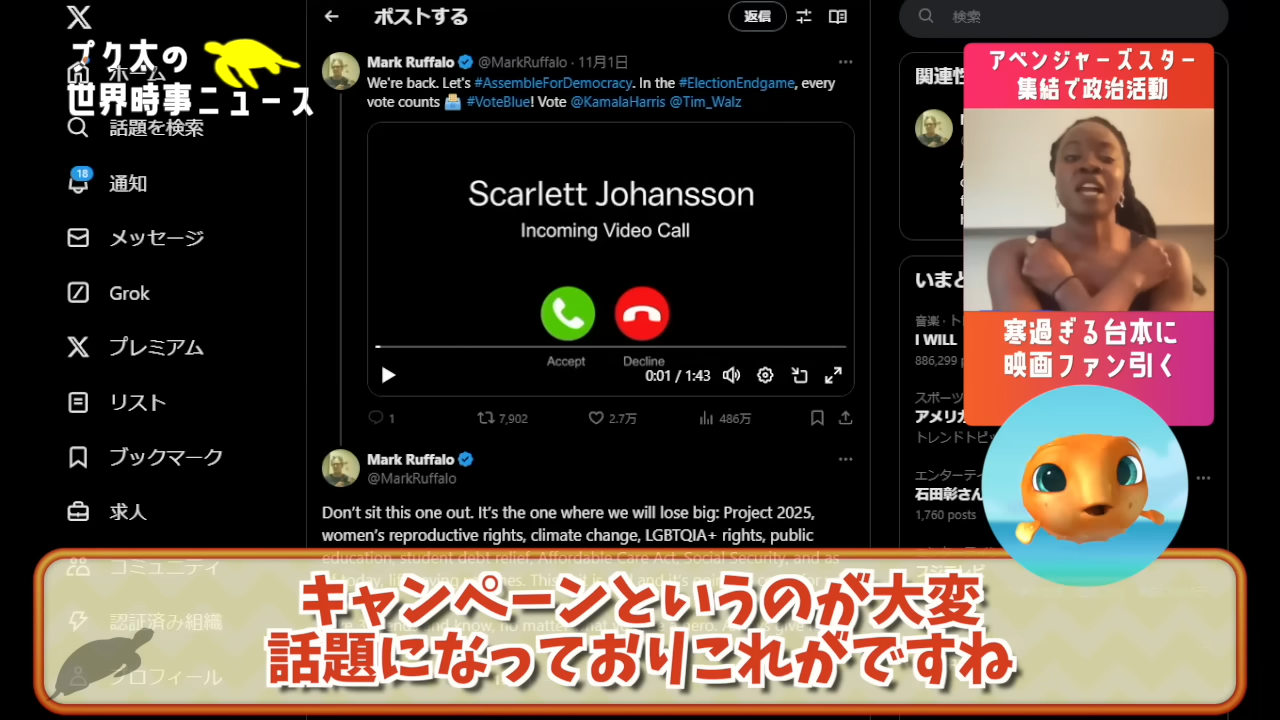 プク太の
世界時事ニュース
ホーム
話題を検索
18
通知
メッセージ
Grok
プレミアム
リスト
ブックマーク
求人
コミュニティ
認証済み組織
プロフィール
ポストする
返信
Mark Ruffalo @MarkRuffalo · 11月1日
We're back. Let's #AssembleForDemocracy. In the #ElectionEndgame, every
vote counts 🗳️ #VoteBlue! Vote @KamalaHarris @Tim_Walz
Scarlett Johansson
Incoming Video Call
Accept
Decline
0:01 / 1:43
1
7,902
2.7万
486万
Mark Ruffalo
@MarkRuffalo
Don't sit this one out. It's the one where we will lose big: Project 2025,
women's reproductive rights, climate change, LGBTQIA+ rights, public
education, student debt relief, Affordable Care Act, Social Security, and as
検索
関連性
いまど
音楽・ト
I WILL
886,299
スポーツ
アメリカ
トレンドトピ
エンターテ
石田彰さん
1,760 posts
アベンジャーズスター
集結で政治活動
寒過ぎる台本に
映画ファン引く
キャンペーンというのが大変
話題になっておりこれがですね